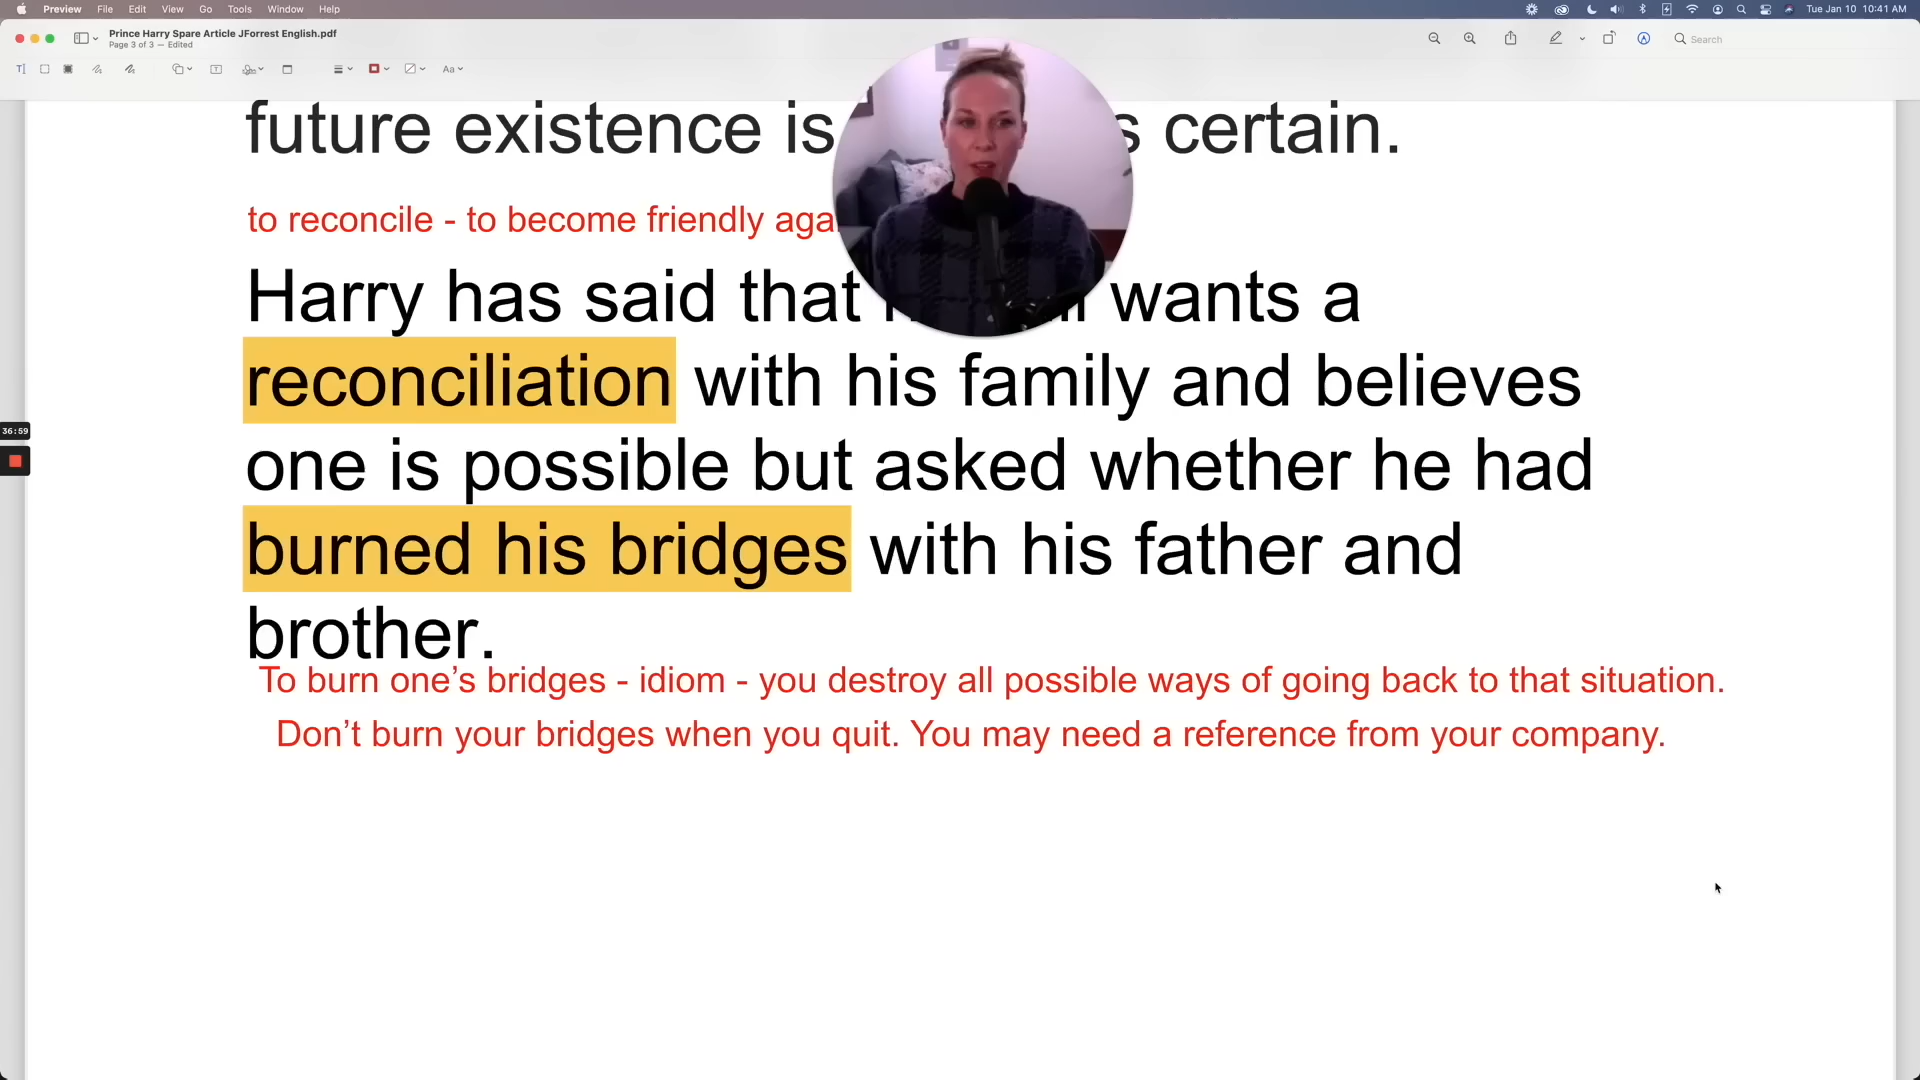 Preview File Edit View Go Tools Window Help Tue Jan 10 10:41 AM
Prince Harry Spare Article JForrest English.pdf
Page 3 of 3 — Edited
Search
Aa
future existence is certain.
to reconcile - to become friendly
Harry has said that wants a
reconciliation with his family and believes
one is possible but asked whether he had
36:59
burned his bridges with his father and
brother.
To burn one's bridges - idiom - you destroy all possible ways of going back to that situation.
Don't burn your bridges when you quit. You may need a reference from your company.